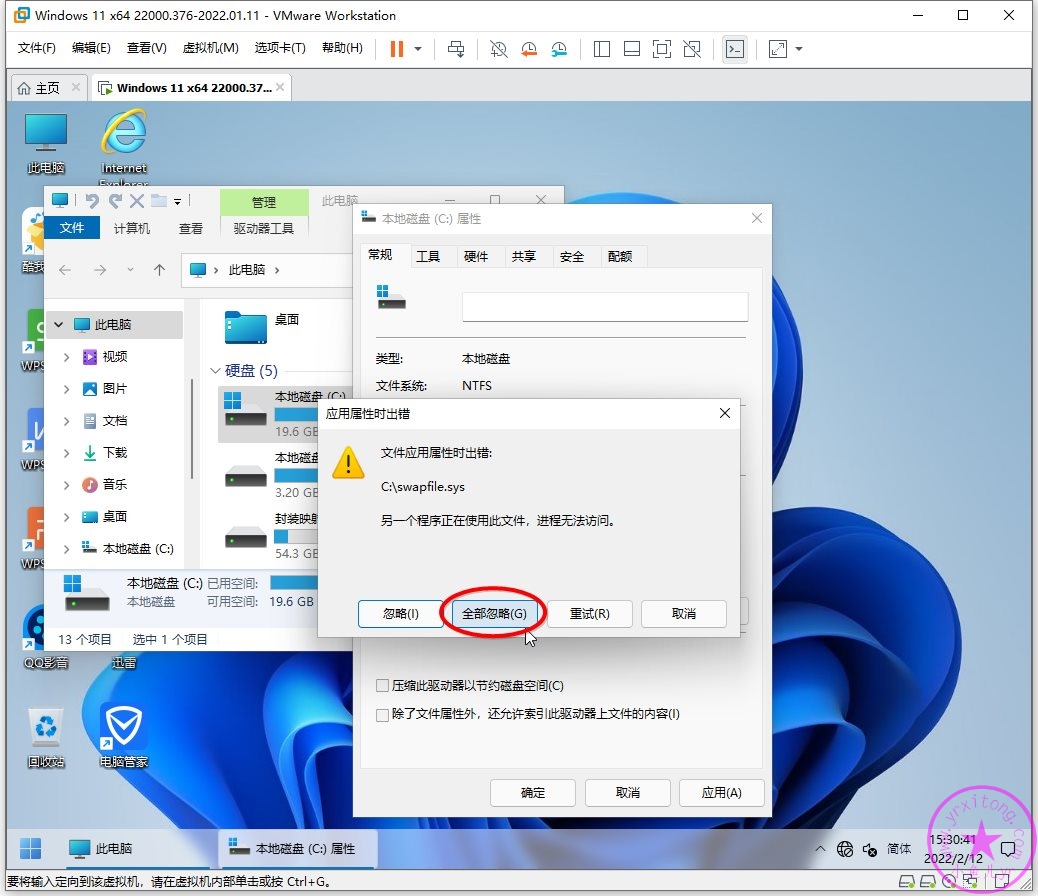 Windows 11 x64 22000.376-2022.01.11 - VMware Workstation
文件(F) 编辑(E) 查看(V) 虚拟机(M) 选项卡(T) 帮助(H)
主页
Windows 11 x64 22000.37...
此电脑
Internet
Explorer
管理
此电脑
文件
计算机
查看
驱动器工具
此电脑
此电脑
视频
图片
文档
下载
音乐
桌面
本地磁盘 (C:)
桌面
硬盘 (5)
本地磁盘 (C:)
19.6 GB
本地磁盘
3.20 GB
封装映射
54.3 GB
本地磁盘 (C:)
本地磁盘
已用空间:
可用空间:
19.6 GB
13 个项目
选中 1 个项目
酷我
WPS
WPS
WPS
QQ影音
迅雷
回收站
电脑管家
本地磁盘 (C:) 属性
常规
工具
硬件
共享
安全
配额
类型:
本地磁盘
文件系统:
NTFS
应用属性时出错
文件应用属性时出错:
C:\swapfile.sys
另一个程序正在使用此文件，进程无法访问。
忽略(I)
全部忽略(G)
重试(R)
取消
压缩此驱动器以节约磁盘空间(C)
除了文件属性外，还允许索引此驱动器上文件的内容(I)
确定
取消
应用(A)
此电脑
本地磁盘 (C:) 属性
简体
15:30:41
2022/2/12
www.yrxitong.com
要将输入定向到该虚拟机，请在虚拟机内部单击或按 Ctrl+G。